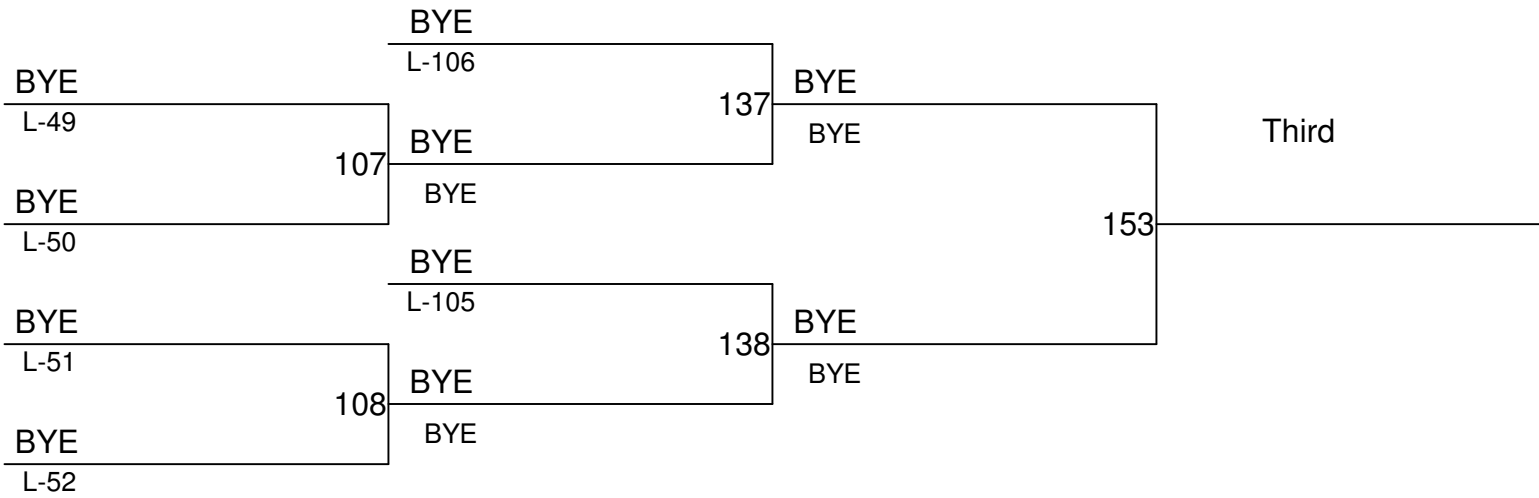 BYE
L-106
BYE
L-49
137
BYE
BYE
Third
107
BYE
BYE
BYE
L-50
153
BYE
L-105
BYE
L-51
138
BYE
BYE
108
BYE
BYE
BYE
L-52